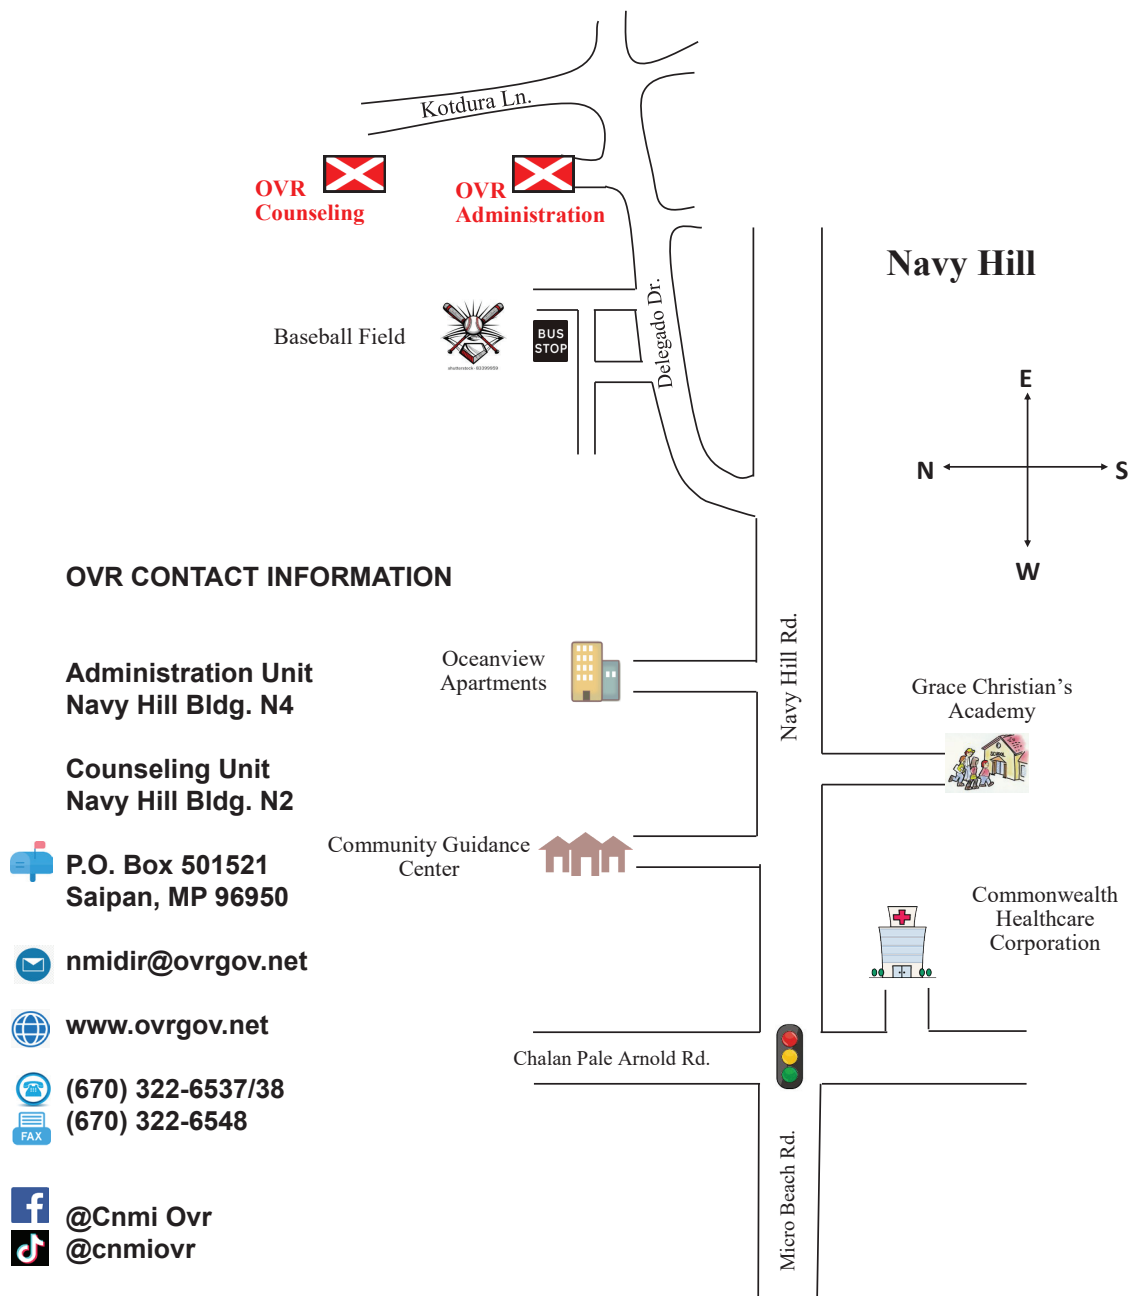 Kotdura Ln.
OVR
Counseling
OVR
Administration
Navy Hill
Baseball Field
BUS
STOP
Delegado Dr.
E
N
S
W
OVR CONTACT INFORMATION
Administration Unit
Navy Hill Bldg. N4
Counseling Unit
Navy Hill Bldg. N2
P.O. Box 501521
Saipan, MP 96950
nmidir@ovrgov.net
www.ovrgov.net
(670) 322-6537/38
FAX
(670) 322-6548
@Cnmi Ovr
@cnmiovr
Oceanview
Apartments
Navy Hill Rd.
Grace Christian's
Academy
SCHOOL
Community Guidance
Center
Commonwealth
Healthcare
Corporation
Chalan Pale Arnold Rd.
Micro Beach Rd.